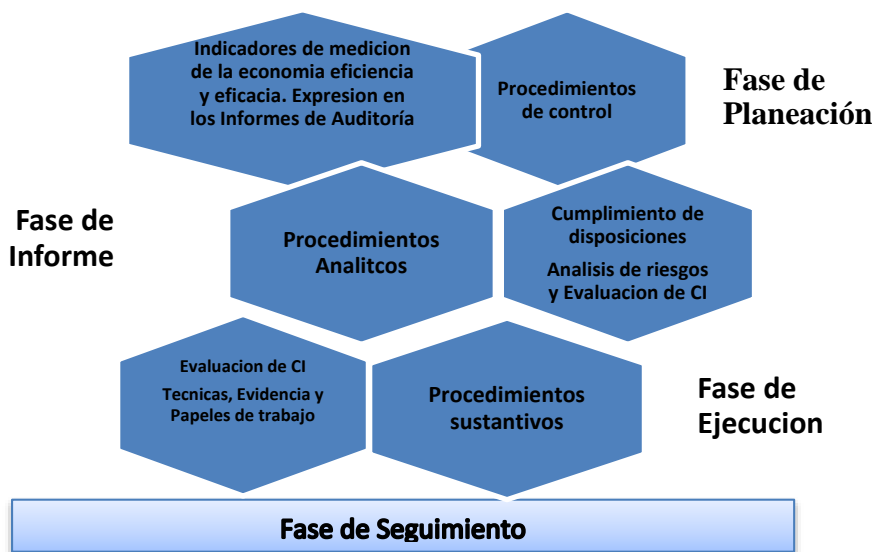 Indicadores de medicion
de la economia eficiencia
y eficacia. Expresion en
los Informes de Auditoría
Procedimientos
de control
Fase de
Planeación
Fase de
Informe
Procedimientos
Analitcos
Cumplimiento de
disposiciones
Analisis de riesgos
y Evaluacion de CI
Evaluacion de CI
Tecnicas, Evidencia y
Papeles de trabajo
Procedimientos
sustantivos
Fase de
Ejecucion
Fase de Seguimiento